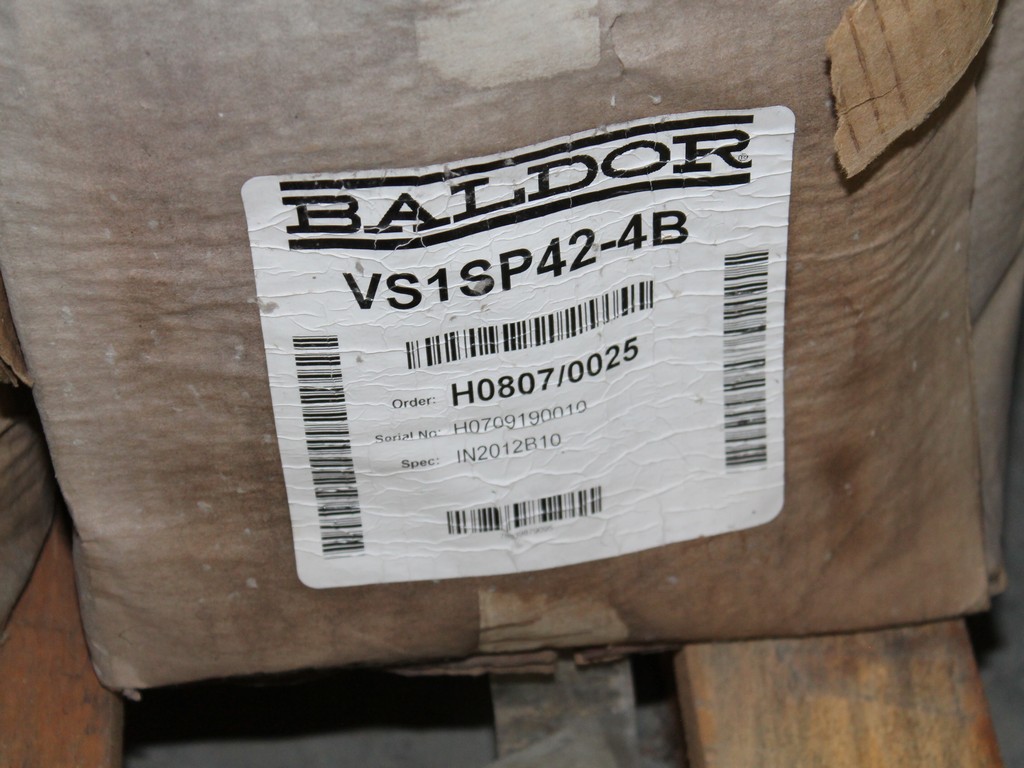 BALDOR®
VS1SP42-4B
Order: H0807/0025
Serial No: H0709190010
Spec: IN2012B10